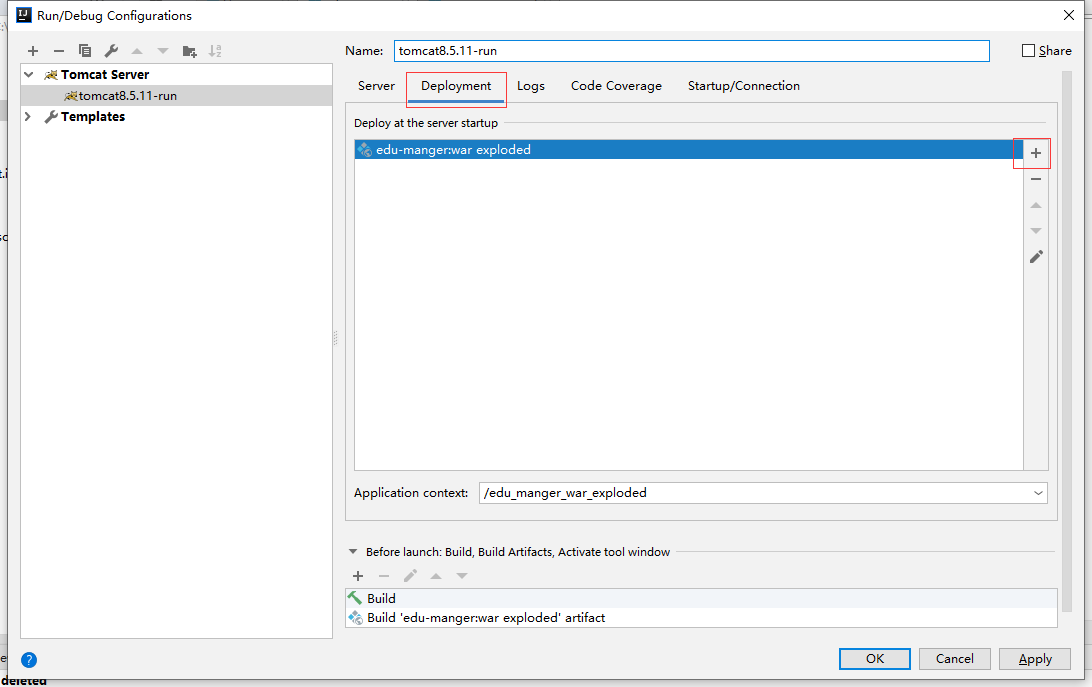 Run/Debug Configurations
Name: tomcat8.5.11-run
Share
Tomcat Server
tomcat8.5.11-run
Templates
Server Deployment Logs Code Coverage Startup/Connection
Deploy at the server startup
edu-manger:war exploded
Application context: /edu_manger_war_exploded
Before launch: Build, Build Artifacts, Activate tool window
Build
Build 'edu-manger:war exploded' artifact
OK Cancel Apply
deleted